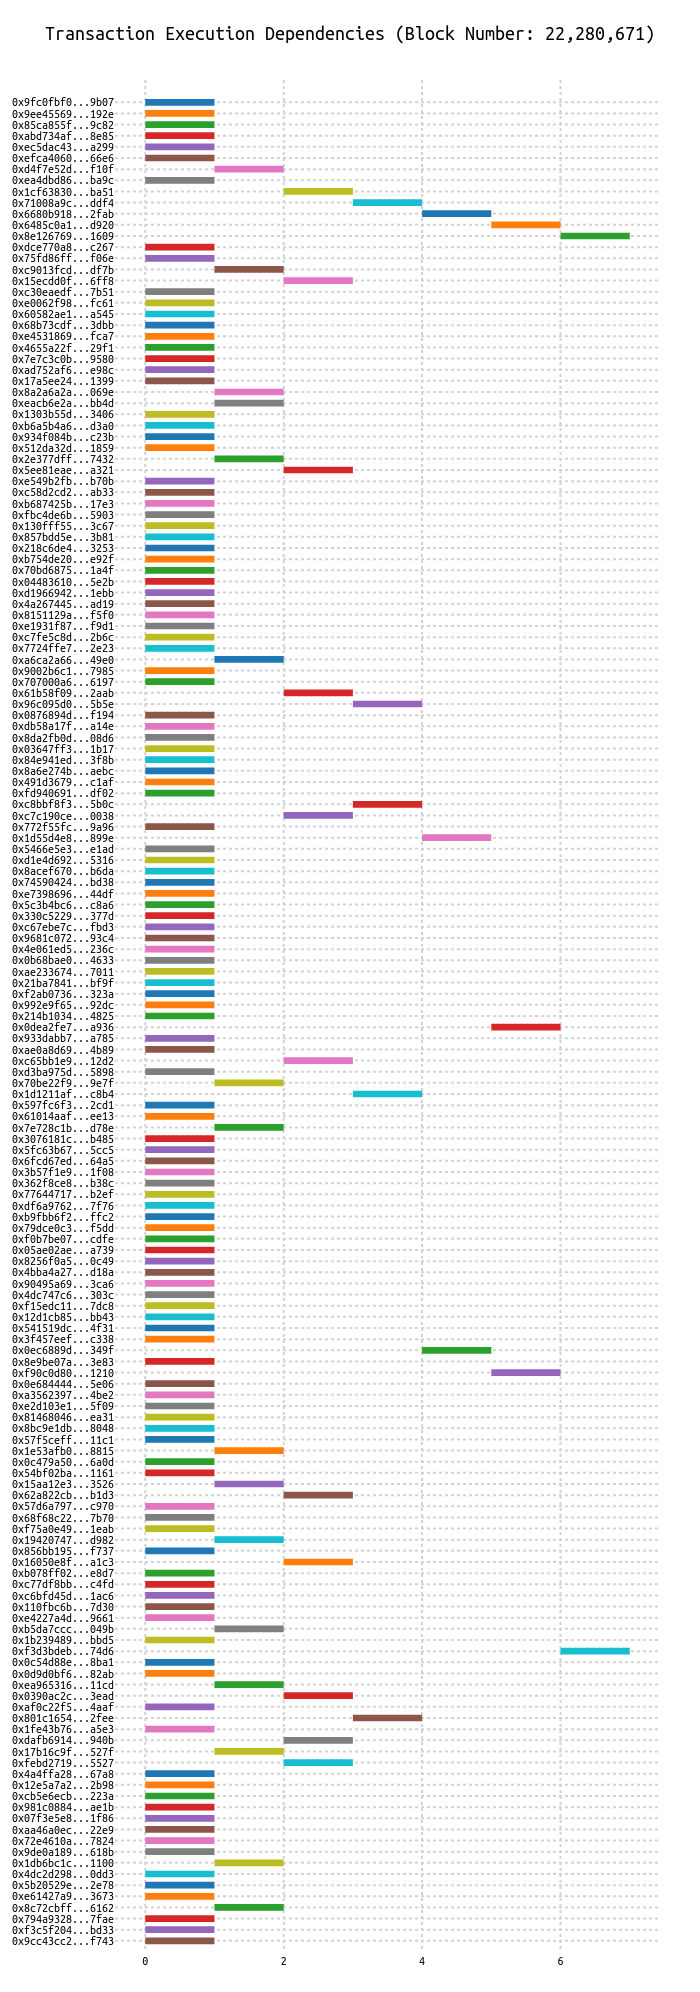 Transaction Execution Dependencies (Block Number: 22,280,671)
0x9fc0fbf0...9b07
0x9ee45569...192e
0x85ca855f...9c82
0xabd734af...8e85
0xec5dac43...a299
0xefca4060...66e6
0xd4f7e52d...f10f
0xea4dbd86...ba9c
0x1cf63830...ba51
0x71008a9c...ddf4
0x6680b918...2fab
0x6485c0a1...d920
0x8e126769...1609
0xdce770a8...c267
0x75fd86ff...f06e
0xc9013fcd...df7b
0x15ecdd0f...6ff8
0xc30eaedf...7b51
0xe0062f98...fc61
0x60582ae1...a545
0x68b73cdf...3dbb
0xe4531869...fca7
0x4655a22f...29f1
0x7e7c3c0b...9580
0xad752af6...e98c
0x17a5ee24...1399
0x8a2a6a2a...069e
0xeacb6e2a...bb4d
0x1303b55d...3406
0xb6a5b4a6...d3a0
0x934f084b...c23b
0x512da32d...1859
0x2e377dff...7432
0x5ee81eae...a321
0xe549b2fb...b70b
0xc58d2cd2...ab33
0xb687425b...17e3
0xfbc4de6b...5903
0x130fff55...3c67
0x857bdd5e...3b81
0x218c6de4...3253
0xb754de20...e92f
0x70bd6875...1a4f
0x04483610...5e2b
0xd1966942...1ebb
0x4a267445...ad19
0x8151129a...f5f0
0xe1931f87...f9d1
0xc7fe5c8d...2b6c
0x7724ffe7...2e23
0xa6ca2a66...49e0
0x9002b6c1...7985
0x707000a6...6197
0x61b58f09...2aab
0x96c095d0...5b5e
0x0876894d...f194
0xdb58a17f...a14e
0x8da2fb0d...08d6
0x03647ff3...1b17
0x84e941ed...3f8b
0x8a6e274b...aebc
0x491d3679...c1af
0xfd940691...df02
0xc8bbf8f3...5b0c
0xc7c190ce...0038
0x772f55fc...9a96
0x1d55d4e8...899e
0x5466e5e3...e1ad
0xd1e4d692...5316
0x8acef670...b6da
0x74590424...bd38
0xe7398696...44df
0x5c3b4bc6...c8a6
0x330c5229...377d
0xc67ebe7c...fbd3
0x9681c072...93c4
0x4e061ed5...236c
0x0b68bae0...4633
0xae233674...7011
0x21ba7841...bf9f
0xf2ab0736...323a
0x992e9f65...92dc
0x214b1034...4825
0x0dea2fe7...a936
0x933dabb7...a785
0xae0a8d69...4b89
0xc65bb1e9...12d2
0xd3ba975d...5898
0x70be22f9...9e7f
0x1d1211af...c8b4
0x597fc6f3...2cd1
0x61014aaf...ee13
0x7e728c1b...d78e
0x3076181c...b485
0x5fc63b67...5cc5
0x6fcd67ed...64a5
0x3b57f1e9...1f08
0x362f8ce8...b38c
0x77644717...b2ef
0xdf6a9762...7f76
0xb9fbb6f2...ffc2
0x79dce0c3...f5dd
0xf0b7be07...cdfe
0x05ae02ae...a739
0x8256f0a5...0c49
0x4bba4a27...d18a
0x90495a69...3ca6
0x4dc747c6...303c
0xf15edc11...7dc8
0x12d1cb85...bb43
0x541519dc...4f31
0x3f457eef...c338
0x0ec6889d...349f
0x8e9be07a...3e83
0xf90c0d80...1210
0x0e684444...5e06
0xa3562397...4be2
0xe2d103e1...5f09
0x81468046...ea31
0x8bc9e1db...8048
0x57f5ceff...11c1
0x1e53afb0...8815
0x0c479a50...6a0d
0x54bf02ba...1161
0x15aa12e3...3526
0x62a822cb...b1d3
0x57d6a797...c970
0x68f68c22...7b70
0xf75a0e49...1eab
0x19420747...d982
0x856bb195...f737
0x16050e8f...a1c3
0xb078ff02...e8d7
0xc77df8bb...c4fd
0xc6bfd45d...1ac6
0x110fbc6b...7d30
0xe4227a4d...9661
0xb5da7ccc...049b
0x1b239489...bbd5
0xf3d3bdeb...74d6
0x0c54d88e...8ba1
0x0d9d0bf6...82ab
0xea965316...11cd
0x0390ac2c...3ead
0xaf0c22f5...4aaf
0x801c1654...2fee
0x1fe43b76...a5e3
0xdafb6914...940b
0x17b16c9f...527f
0xfebd2719...5527
0x4a4ffa28...67a8
0x12e5a7a2...2b98
0xcb5e6ecb...223a
0x981c0884...ae1b
0x07f3e5e8...1f86
0xaa46a0ec...22e9
0x72e4610a...7824
0x9de0a189...618b
0x1db6bc1c...1100
0x4dc2d298...0dd3
0x5b20529e...2e78
0xe61427a9...3673
0x8c72cbff...6162
0x794a9328...7fae
0xf3c5f204...bd33
0x9cc43cc2...f743
0 2 4 6